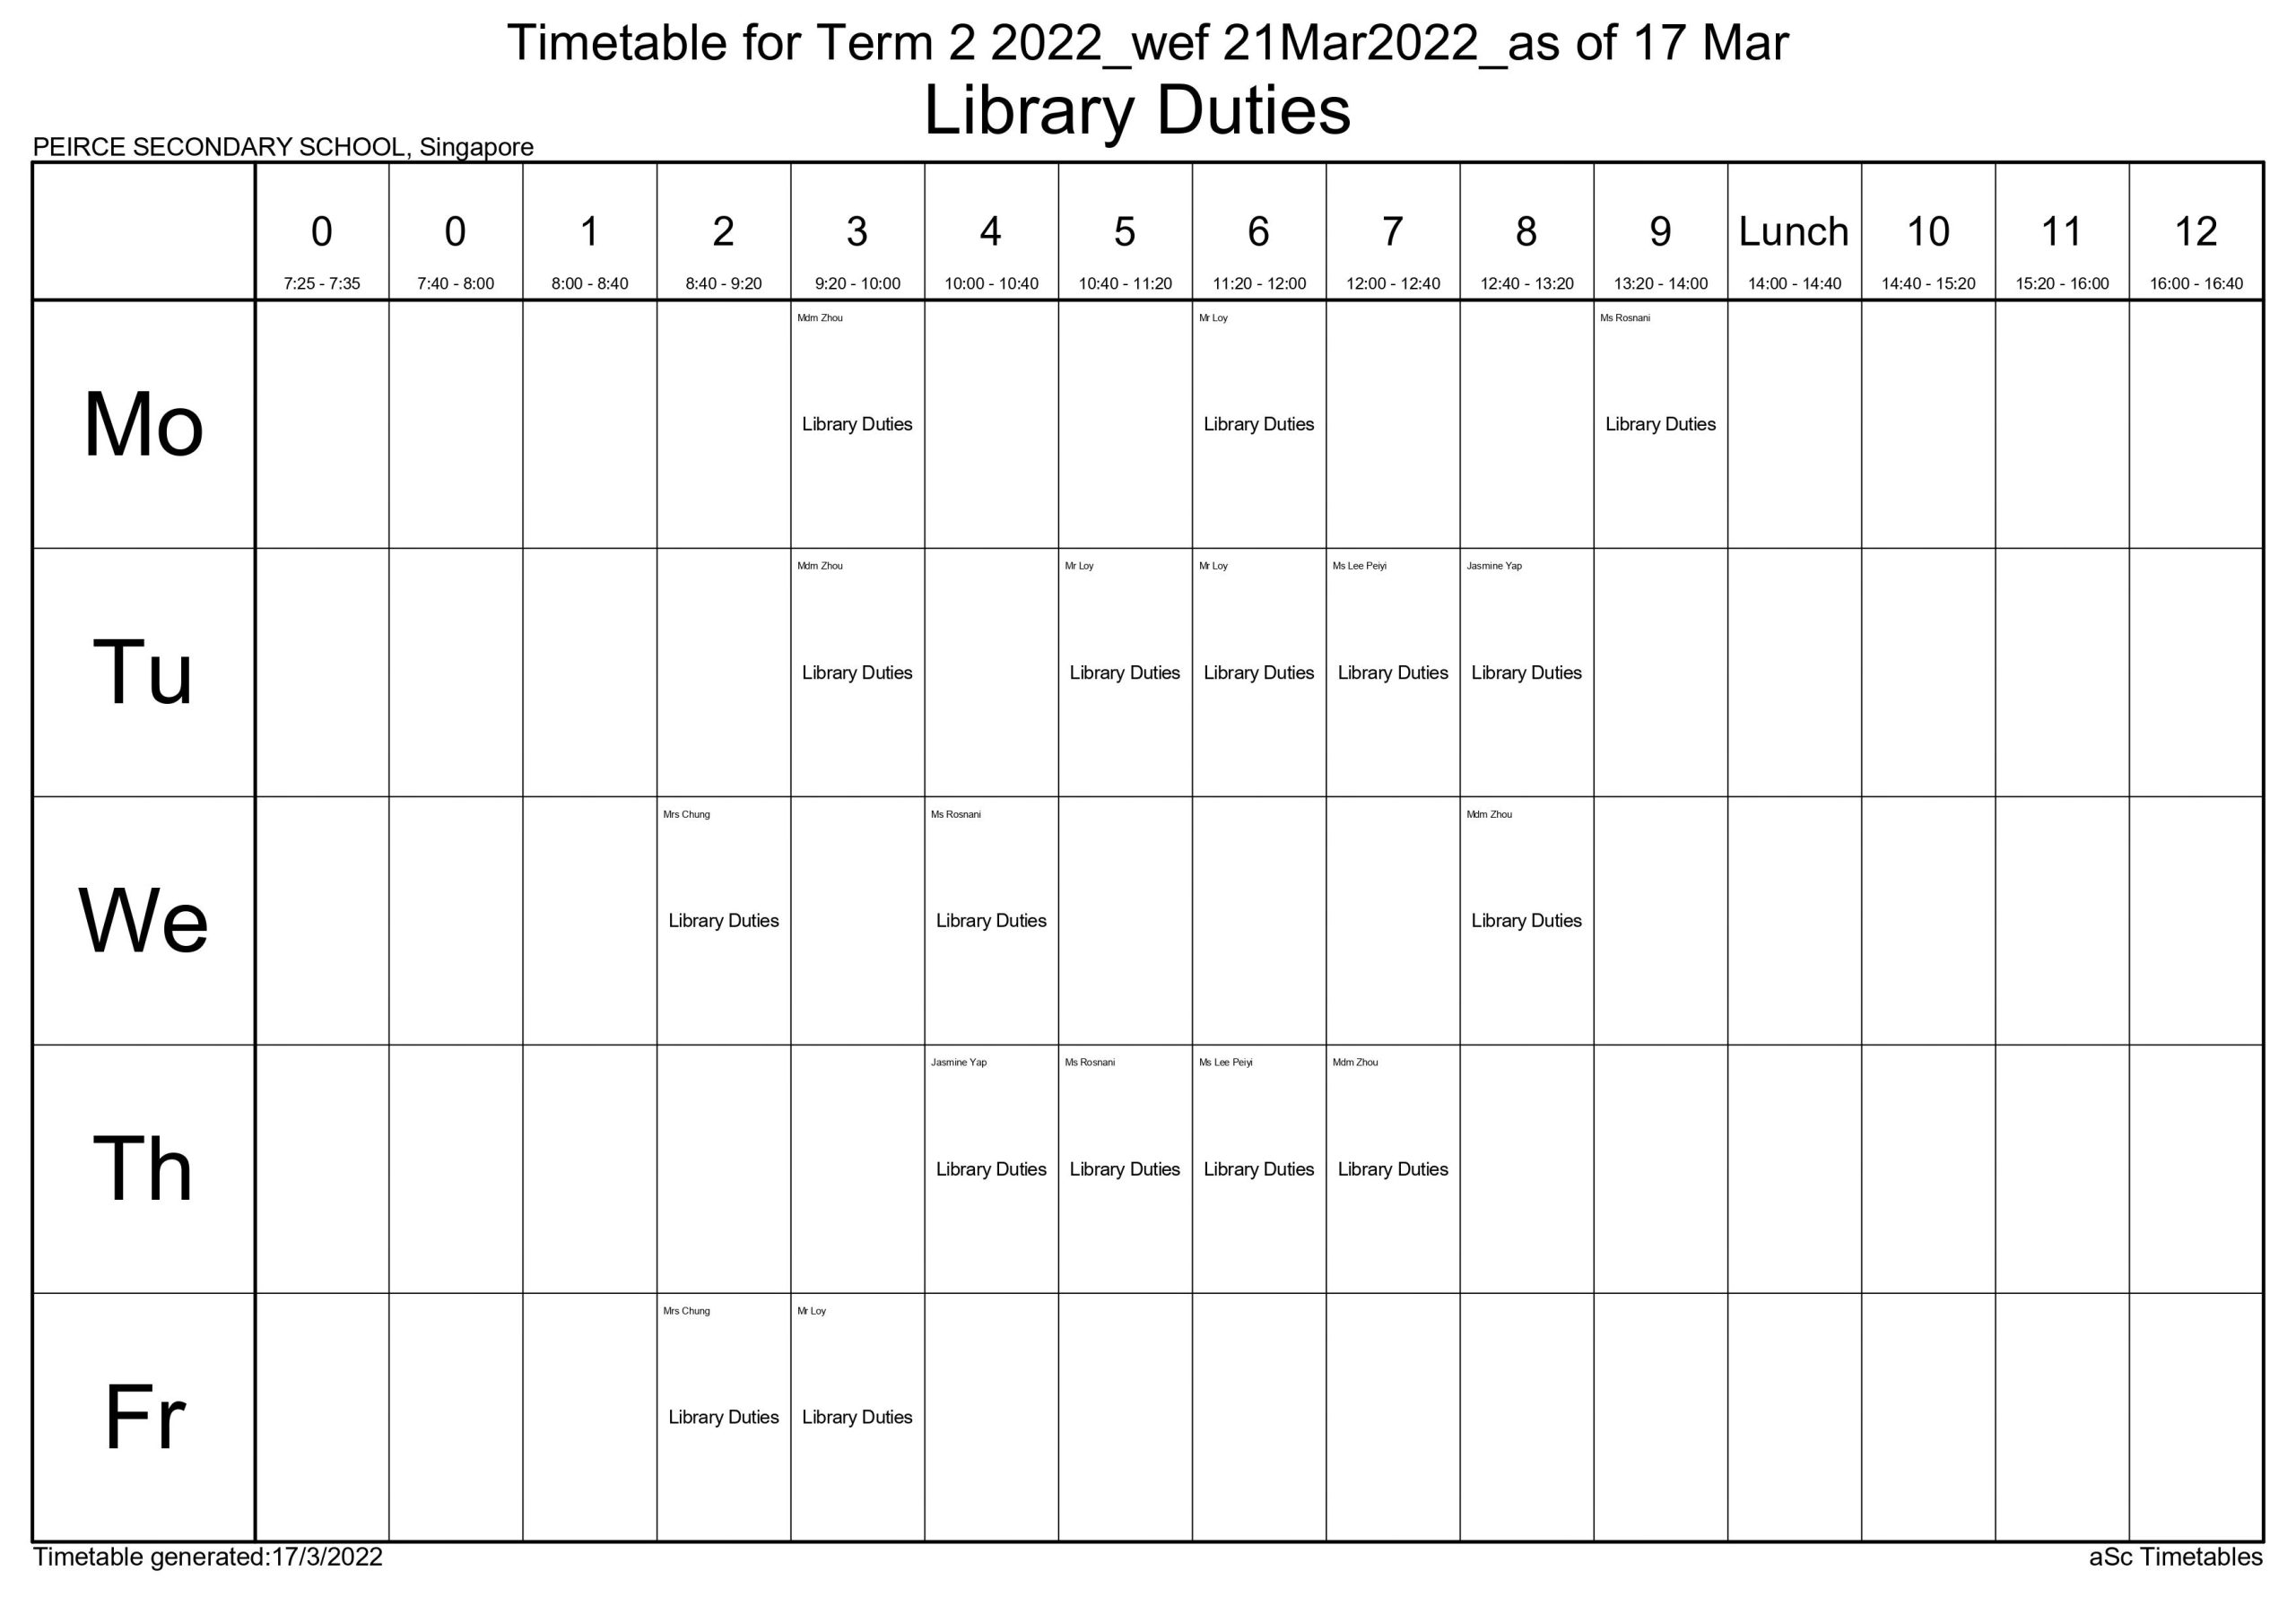 Timetable for Term 2 2022_wef 21Mar2022_as of 17 Mar
Library Duties
PEIRCE SECONDARY SCHOOL, Singapore
0 0 1 2 3 4 5 6 7 8 9 Lunch 10 11 12
7:25 - 7:35 7:40 - 8:00 8:00 - 8:40 8:40 - 9:20 9:20 - 10:00 10:00 - 10:40 10:40 - 11:20 11:20 - 12:00 12:00 - 12:40 12:40 - 13:20 13:20 - 14:00 14:00 - 14:40 14:40 - 15:20 15:20 - 16:00 16:00 - 16:40
Mdm Zhou Mr Loy Ms Rosnani
Mo Library Duties Library Duties Library Duties
Mdm Zhou Mr Loy Mr Loy Ms Lee Peiyi Jasmine Yap
Tu Library Duties Library Duties Library Duties Library Duties Library Duties
Mrs Chung Ms Rosnani Mdm Zhou
We Library Duties Library Duties Library Duties
Jasmine Yap Ms Rosnani Ms Lee Peiyi Mdm Zhou
Th Library Duties Library Duties Library Duties Library Duties
Mrs Chung Mr Loy
Fr Library Duties Library Duties
Timetable generated:17/3/2022 aSc Timetables